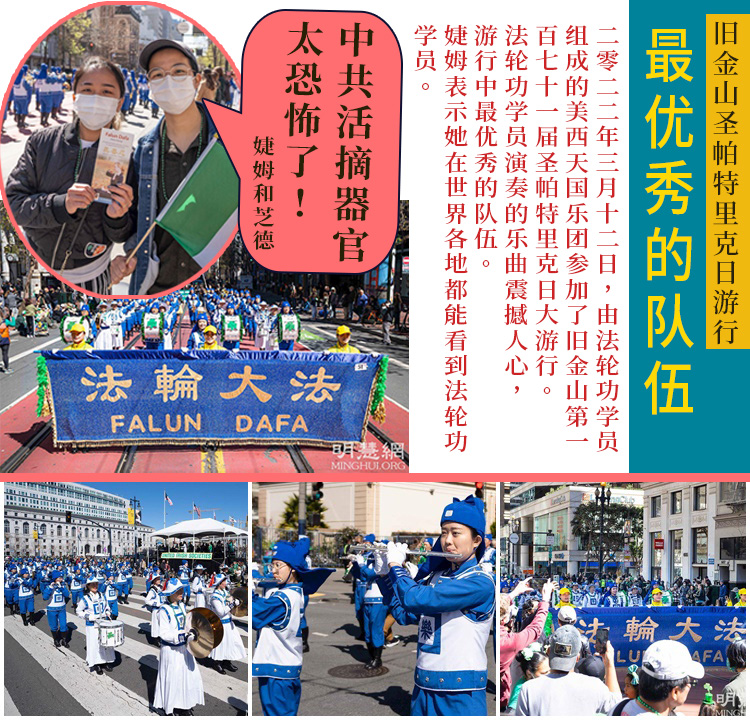 旧金山圣帕特里克日游行
最优秀的队伍
二零二二年三月十二日，由法轮功学员
组成的美西天国乐团参加了旧金山第一
百七十一届圣帕特里克日大游行。
法轮功学员演奏的乐曲震撼人心，
游行中最优秀的队伍。
婕姆表示她在世界各地都能看到法轮功
学员。
中共活摘器官
太恐怖了！
婕姆和芝德
法輪大法
FALUN DAFA
明慧網
MINGHUI.ORG
UNITED IRISH SOCIETIES
法輪大法